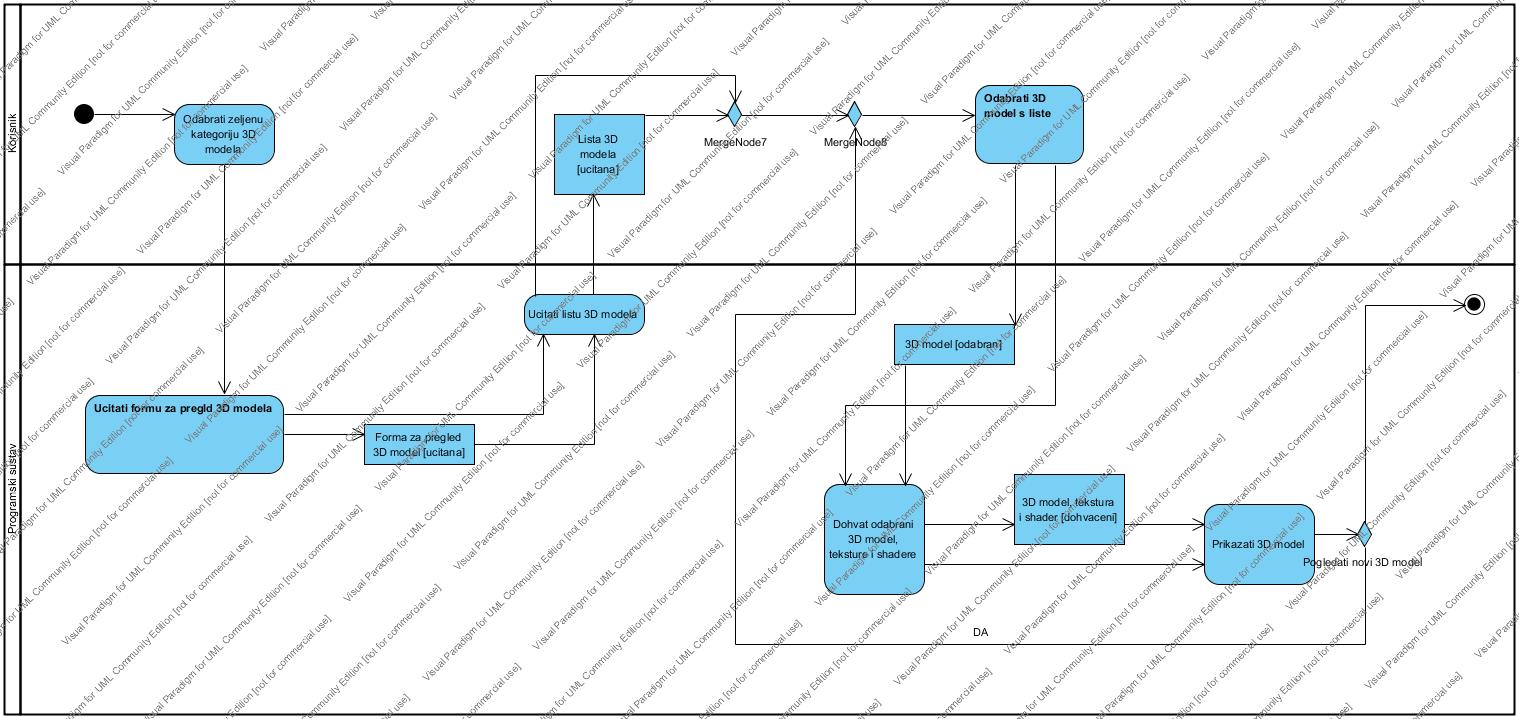 Korisnik
Odabrati zeljenu
kategoriju 3D
modela
Lista 3D
modela
[ucitana]
MergeNode7
MergeNode8
Odabrati 3D
model s liste
Programski sustav
Ucitati listu 3D modela
3D model [odabran]
Ucitati formu za pregld 3D modela
Forma za pregled
3D model [ucitana]
Dohvat odabrani
3D model,
teksture i shadere
3D model, tekstura
i shader [dohvaceni]
Prikazati 3D model
Pogledati novi 3D model
DA
Visual Paradigm for UML Community Edition [not for commercial use]